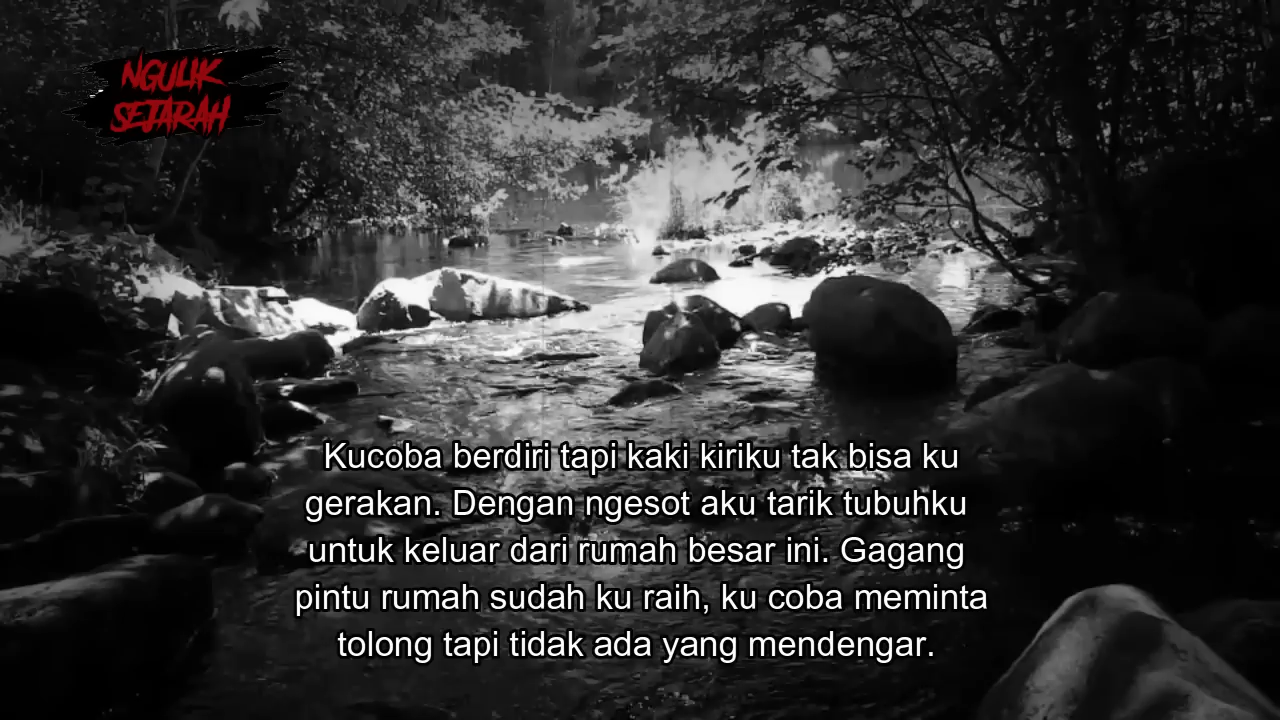 NGULIK
SEJARAH
Kucoba berdiri tapi kaki kiriku tak bisa ku
gerakan. Dengan ngesot aku tarik tubuhku
untuk keluar dari rumah besar ini. Gagang
pintu rumah sudah ku raih, ku coba meminta
tolong tapi tidak ada yang mendengar.